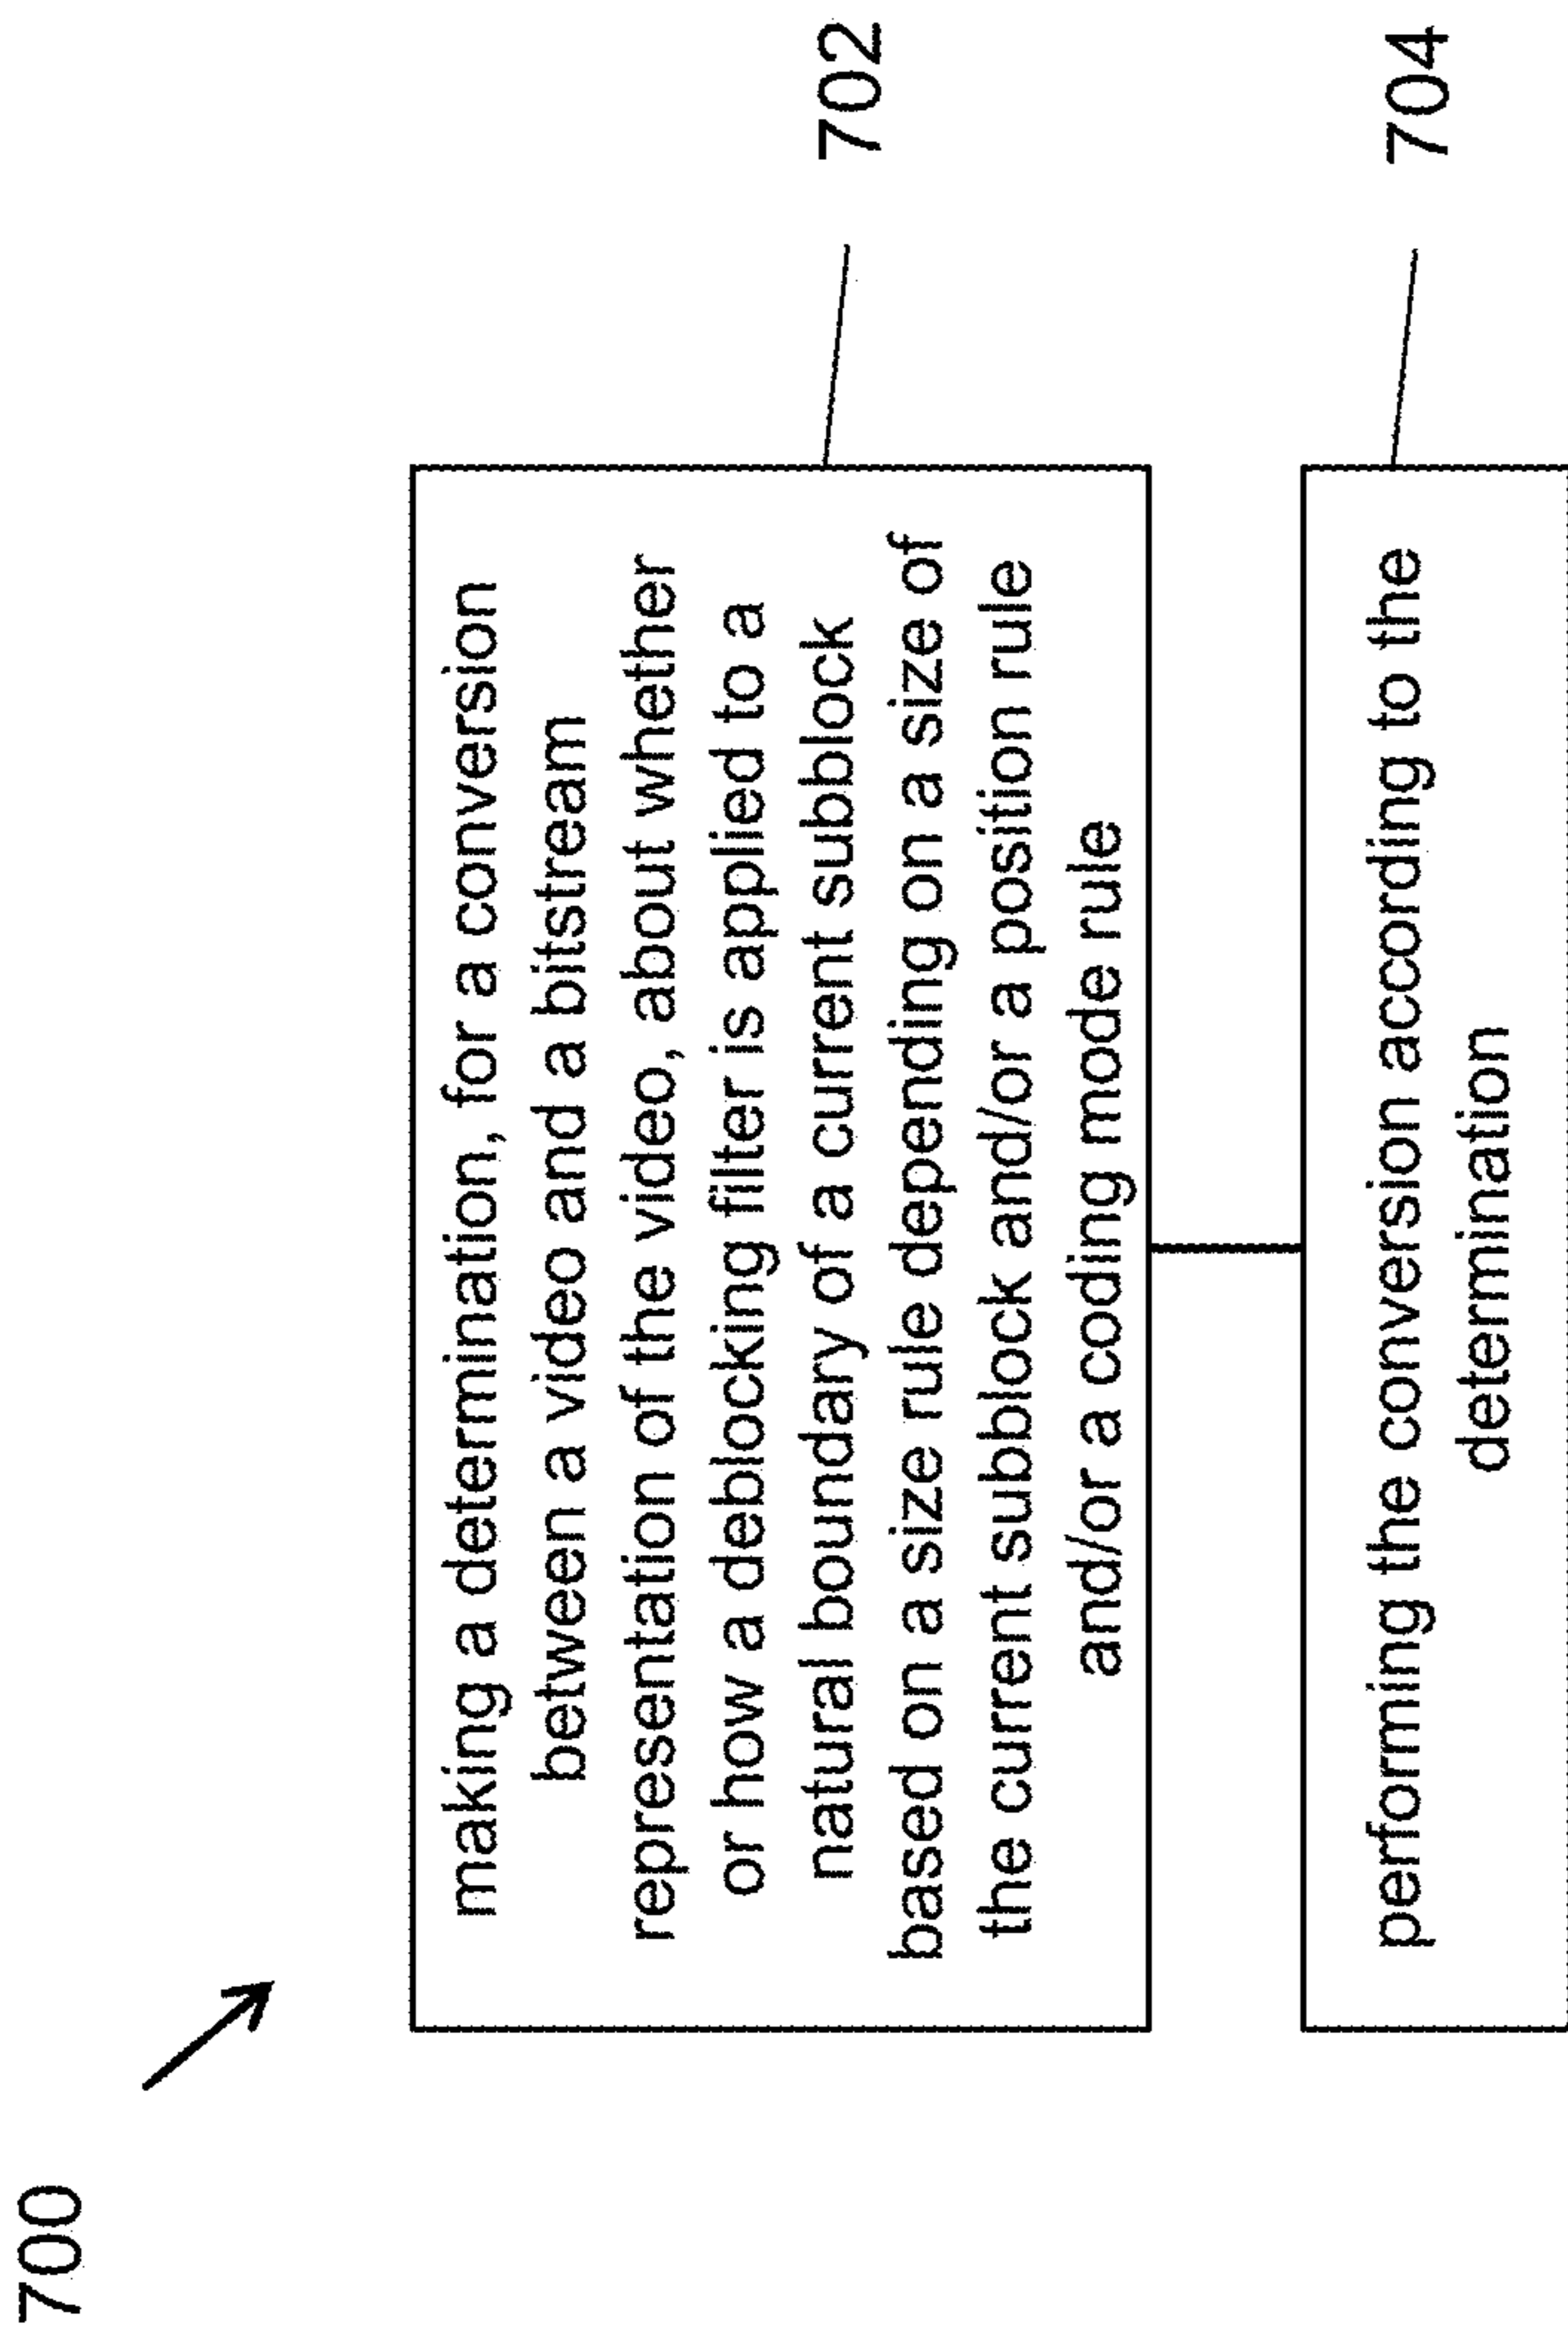 700
making a determination, for a conversion
between a video and a bitstream
representation of the video, about whether
or how a deblocking filter is applied to a
natural boundary of a current subblock
based on a size rule depending on a size of
the current subblock and/or a position rule
and/or a coding mode rule
702
performing the conversion according to the
determination
704